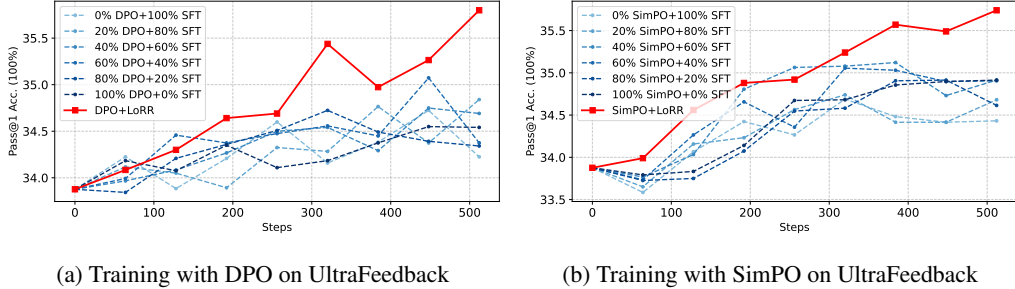 0% DPO+100% SFT
20% DPO+80% SFT
40% DPO+60% SFT
60% DPO+40% SFT
80% DPO+20% SFT
100% DPO+0% SFT
DPO+LoRR
Pass@1 Acc. (100%)
35.5
35.0
34.5
34.0
0 100 200 300 400 500
Steps
(a) Training with DPO on UltraFeedback
0% SimPO+100% SFT
20% SimPO+80% SFT
40% SimPO+60% SFT
60% SimPO+40% SFT
80% SimPO+20% SFT
100% SimPO+0% SFT
SimPO+LoRR
Pass@1 Acc. (100%)
35.5
35.0
34.5
34.0
33.5
0 100 200 300 400 500
Steps
(b) Training with SimPO on UltraFeedback